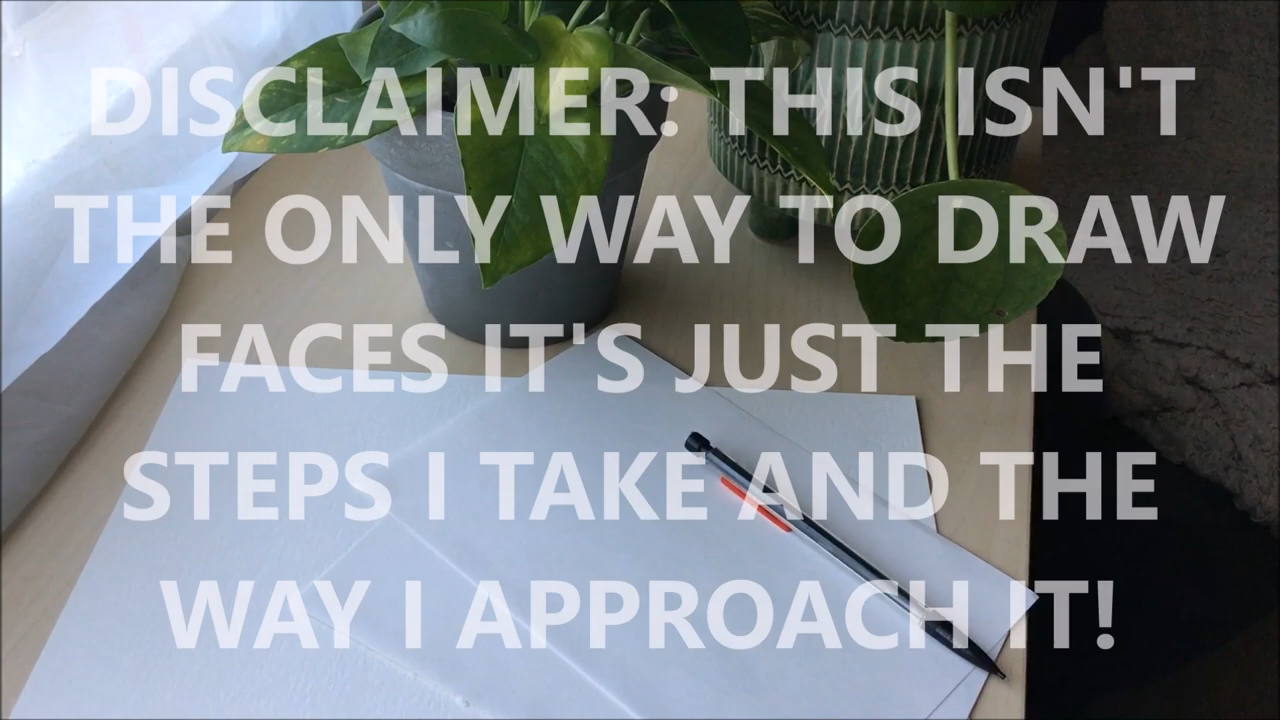 DISCLAIMER: THIS ISN'T
THE ONLY WAY TO DRAW
FACES IT'S JUST THE
STEPS I TAKE AND THE
WAY I APPROACH IT!